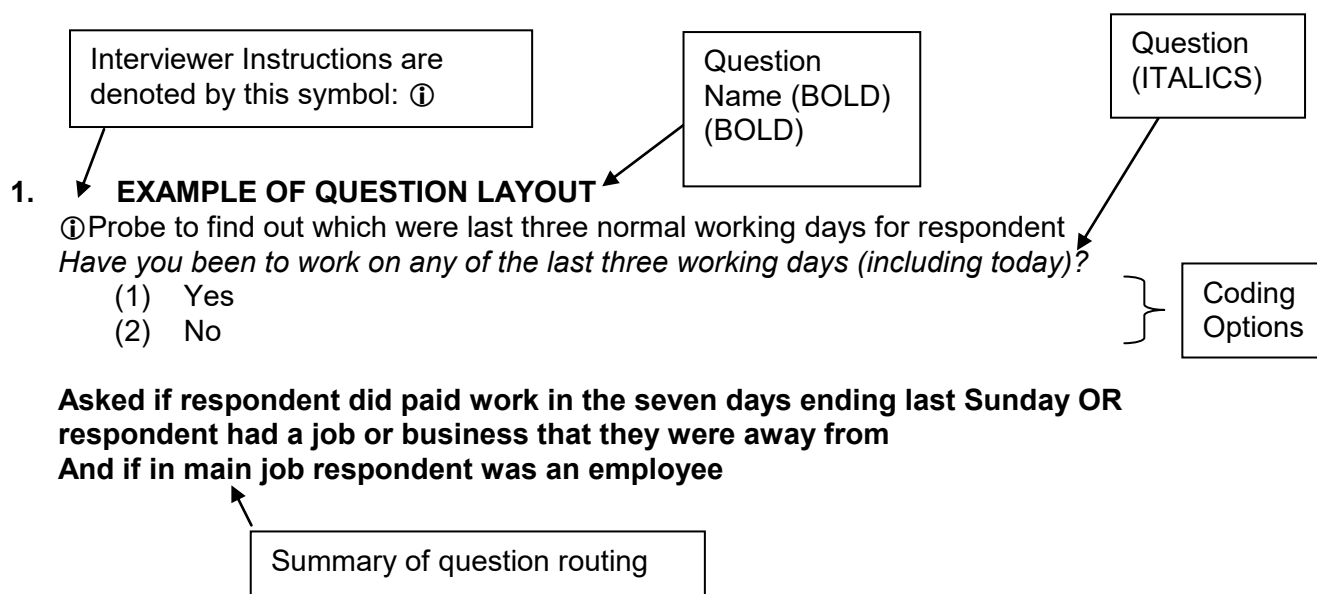 Interviewer Instructions are
denoted by this symbol: ⓘ
Question
Name (BOLD)
(BOLD)
Question
(ITALICS)
1. EXAMPLE OF QUESTION LAYOUT
ⓘProbe to find out which were last three normal working days for respondent
Have you been to work on any of the last three working days (including today)?
(1) Yes
(2) No
Coding
Options
Asked if respondent did paid work in the seven days ending last Sunday OR
respondent had a job or business that they were away from
And if in main job respondent was an employee
Summary of question routing